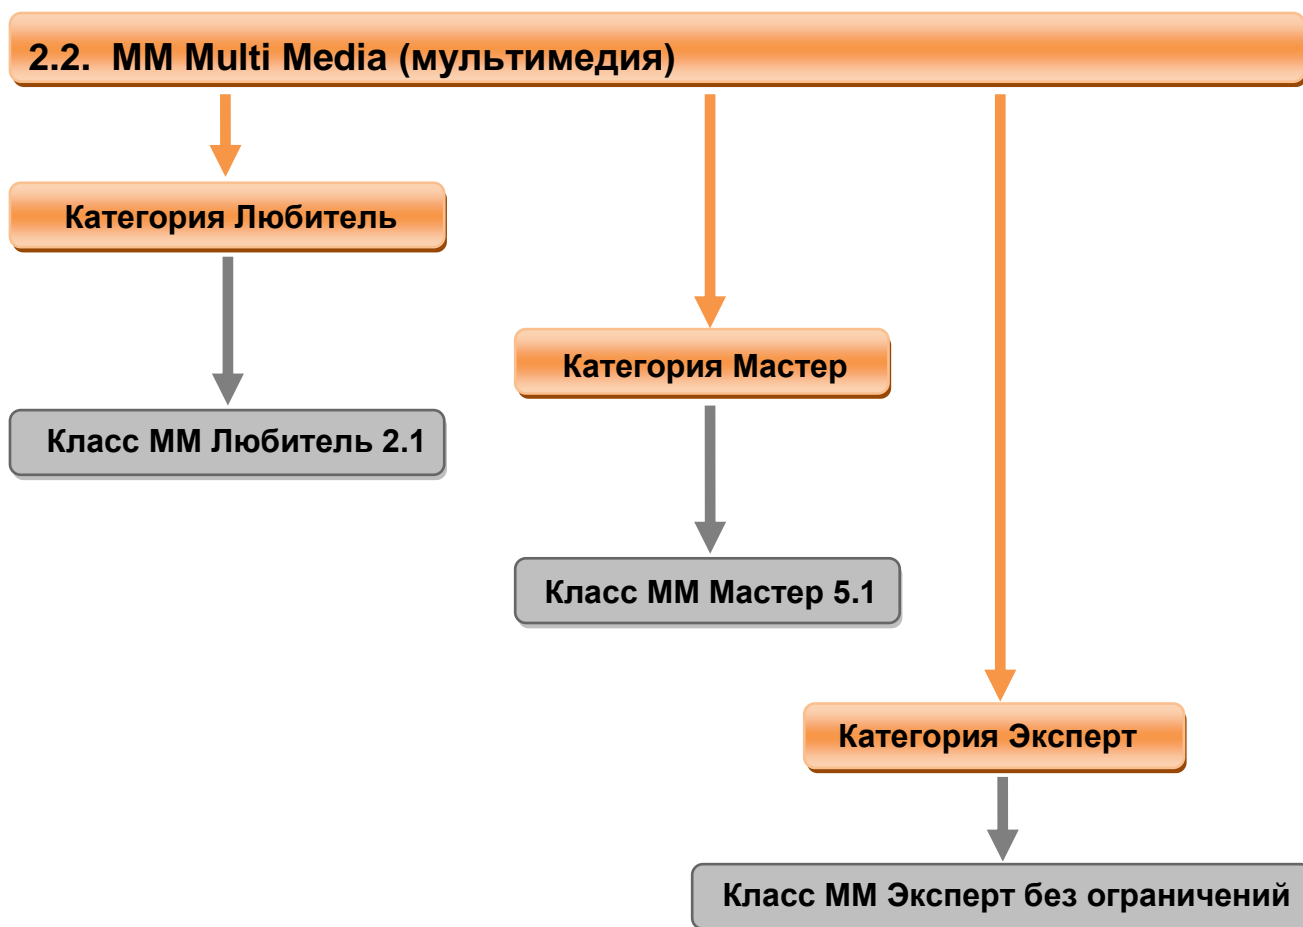 2.2. MM Multi Media (мультимедия)
Категория Любитель
Категория Мастер
Класс ММ Любитель 2.1
Класс ММ Мастер 5.1
Категория Эксперт
Класс ММ Эксперт без ограничений